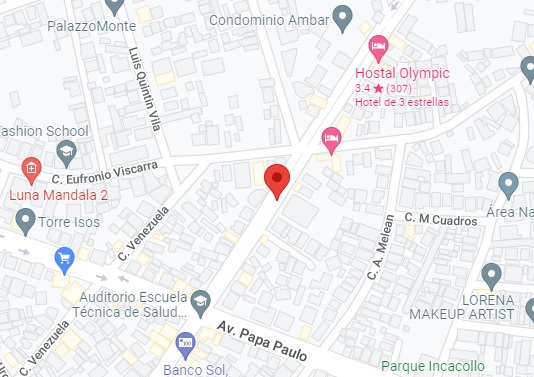 PalazzoMonte
Condominio Ambar
Luis Quintin Vila
Hostal Olympic
3.4 ★ (307)
Hotel de 3 estrellas
Fashion School
C. Eufronio Viscarra
Luna Mandala 2
Torre Isos
C. Venezuela
Área Na
C. M Cuadros
C. A. Melean
Auditorio Escuela
Técnica de Salud...
LORENA
MAKEUP ARTIST
Av. Papa Paulo
C. Venezuela
Banco Sol,
Parque Incacollo